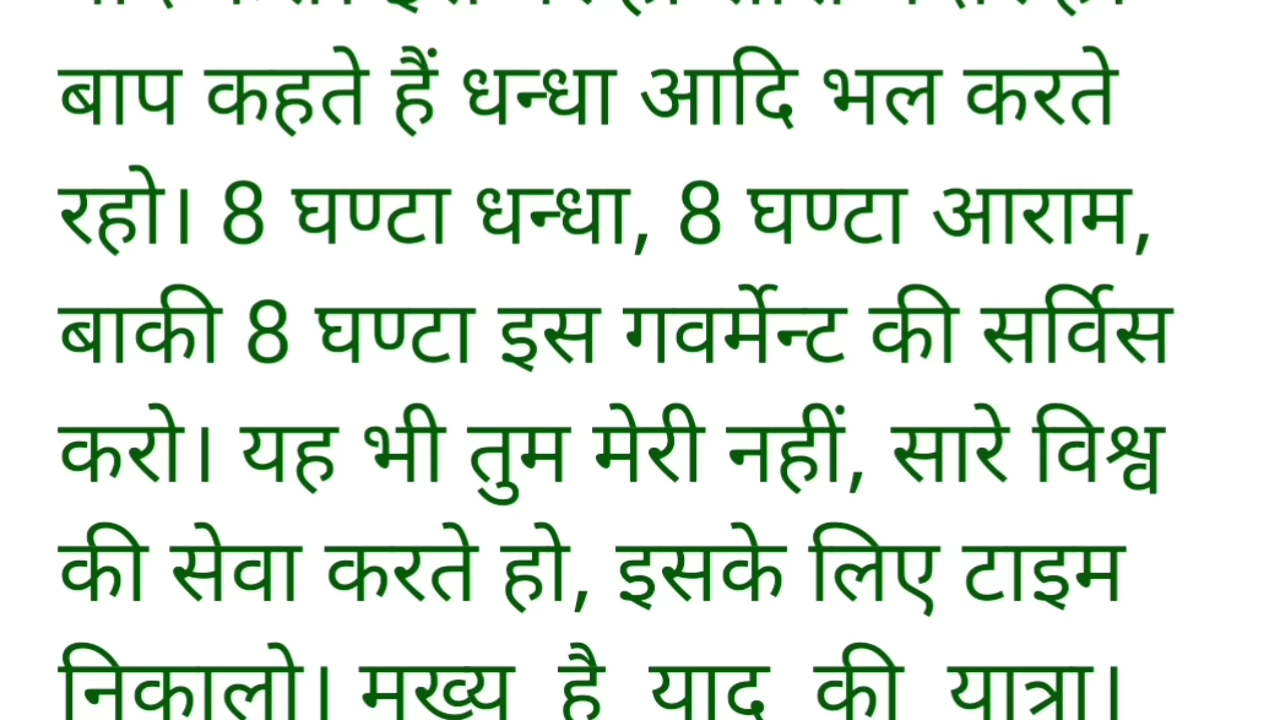 बाप कहते हैं धन्धा आदि भल करते
रहो। 8 घण्टा धन्धा, 8 घण्टा आराम,
बाकी 8 घण्टा इस गवर्मेन्ट की सर्विस
करो। यह भी तुम मेरी नहीं, सारे विश्व
की सेवा करते हो, इसके लिए टाइम
निकालो। मुख्य है याद की यात्रा।